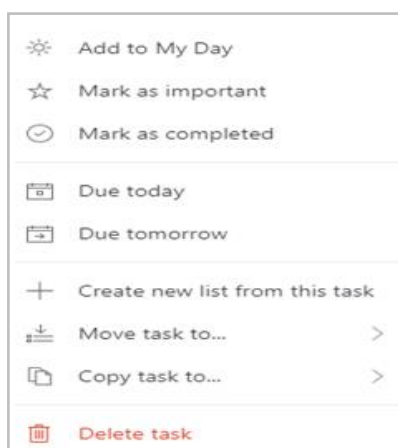 Add to My Day
Mark as important
Mark as completed
Due today
Due tomorrow
Create new list from this task
Move task to...
Copy task to...
Delete task